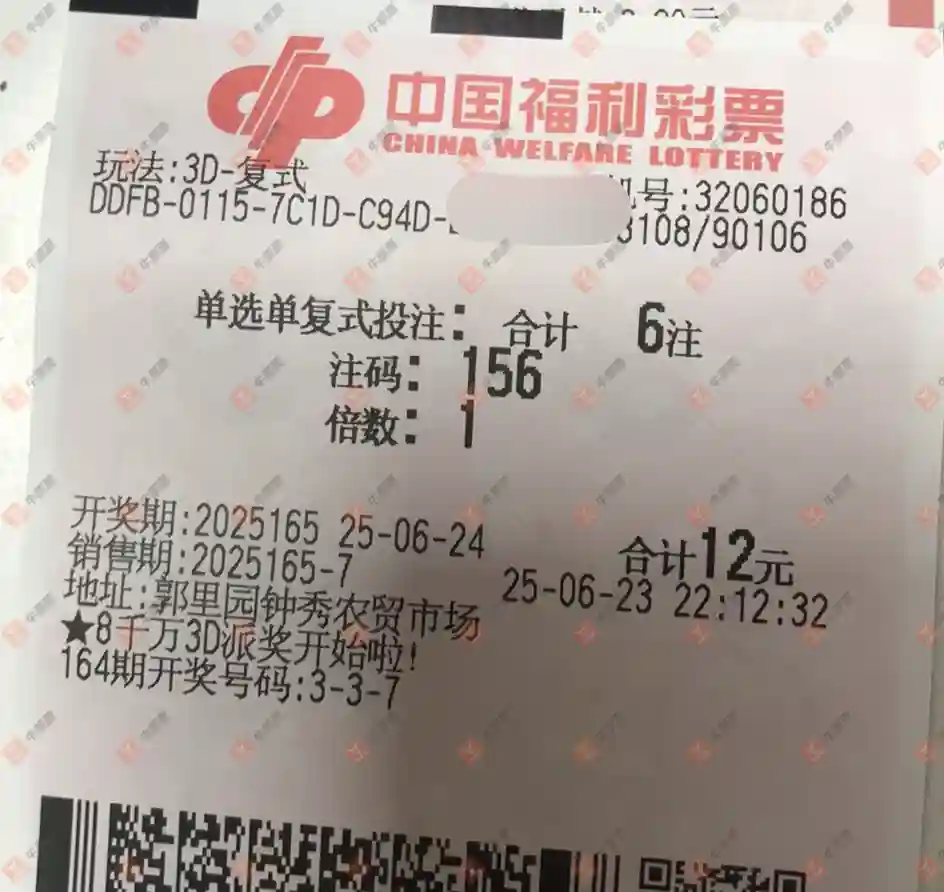 中国福利彩票
CHINA WELFARE LOTTERY
玩法:3D-复式 机号:32060186
DDFB-0115-7C1D-C94D- 3108/90106
单选单复式投注: 合计 6注
注码: 156
倍数: 1
开奖期:2025165 25-06-24 合计12元
销售期:2025165-7 25-06-23 22:12:32
地址:郭里园钟秀农贸市场
★8千万3D派奖开始啦!
164期开奖号码:3-3-7